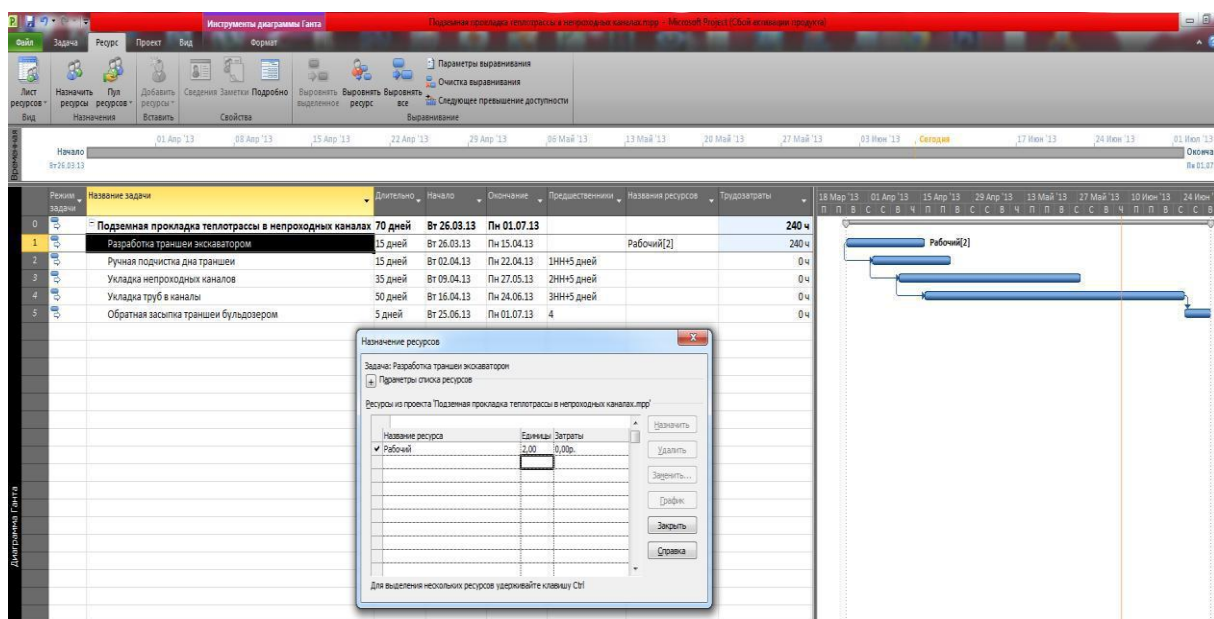 Инструменты диаграммы Ганта
Подземная прокладка теплотрассы в непроходных каналах.mpp - Microsoft Project (Сбой активации продукта)
Файл Задача Ресурс Проект Вид Формат
Лист ресурсов
Назначить ресурсы
Пул ресурсов
Добавить ресурсы
Сведения Заметки Подробно
Выровнять выделенное
Выровнять ресурс
Выровнять все
Параметры выравнивания
Очистка выравнивания
Следующее превышение доступности
Вид Назначения Вставить Свойства Выравнивание
Временная
01 Апр '13 08 Апр '13 15 Апр '13 22 Апр '13 29 Апр '13 06 Май '13 13 Май '13 20 Май '13 27 Май '13 03 Июн '13 Сегодня 17 Июн '13 24 Июн '13 01 Июл '13
Начало
Вт 26.03.13
Оконча
Пн 01.07
Режим задачи Название задачи Длительно Начало Окончание Предшественники Названия ресурсов Трудозатраты
18 Мар '13 01 Апр '13 15 Апр '13 29 Апр '13 13 Май '13 27 Май '13 10 Июн '13 24 Июн '
П П В С С В Ч П П В С С В Ч П П В С С В Ч П П В С С В
0 Подземная прокладка теплотрассы в непроходных каналах 70 дней Вт 26.03.13 Пн 01.07.13 240 ч
1 Разработка траншеи экскаватором 15 дней Вт 26.03.13 Пн 15.04.13 Рабочий[2] 240 ч
2 Ручная подчистка дна траншеи 15 дней Вт 02.04.13 Пн 22.04.13 1НН+5 дней 0 ч
3 Укладка непроходных каналов 35 дней Вт 09.04.13 Пн 27.05.13 2НН+5 дней 0 ч
4 Укладка труб в каналы 50 дней Вт 16.04.13 Пн 24.06.13 3НН+5 дней 0 ч
5 Обратная засыпка траншеи бульдозером 5 дней Вт 25.06.13 Пн 01.07.13 4 0 ч
Рабочий[2]
Диаграмма Ганта
Назначение ресурсов
Задача: Разработка траншеи экскаватором
+ Параметры списка ресурсов
Ресурсы из проекта 'Подземная прокладка теплотрассы в непроходных каналах.mpp'
Название ресурса Единицы Затраты
Рабочий 2,00 0,00р.
Назначить
Удалить
Заменить...
График
Закрыть
Справка
Для выделения нескольких ресурсов удерживайте клавишу Ctrl